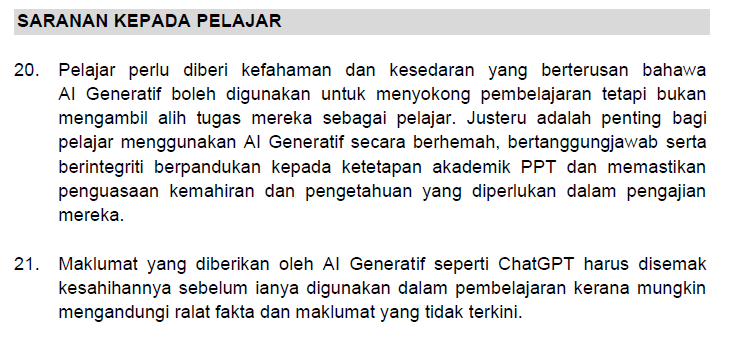 SARANAN KEPADA PELAJAR
20. Pelajar perlu diberi kefahaman dan kesedaran yang berterusan bahawa
AI Generatif boleh digunakan untuk menyokong pembelajaran tetapi bukan
mengambil alih tugas mereka sebagai pelajar. Justeru adalah penting bagi
pelajar menggunakan AI Generatif secara berhemah, bertanggungjawab serta
berintegriti berpandukan kepada ketetapan akademik PPT dan memastikan
penguasaan kemahiran dan pengetahuan yang diperlukan dalam pengajian
mereka.
21. Maklumat yang diberikan oleh AI Generatif seperti ChatGPT harus disemak
kesahihannya sebelum ianya digunakan dalam pembelajaran kerana mungkin
mengandungi ralat fakta dan maklumat yang tidak terkini.